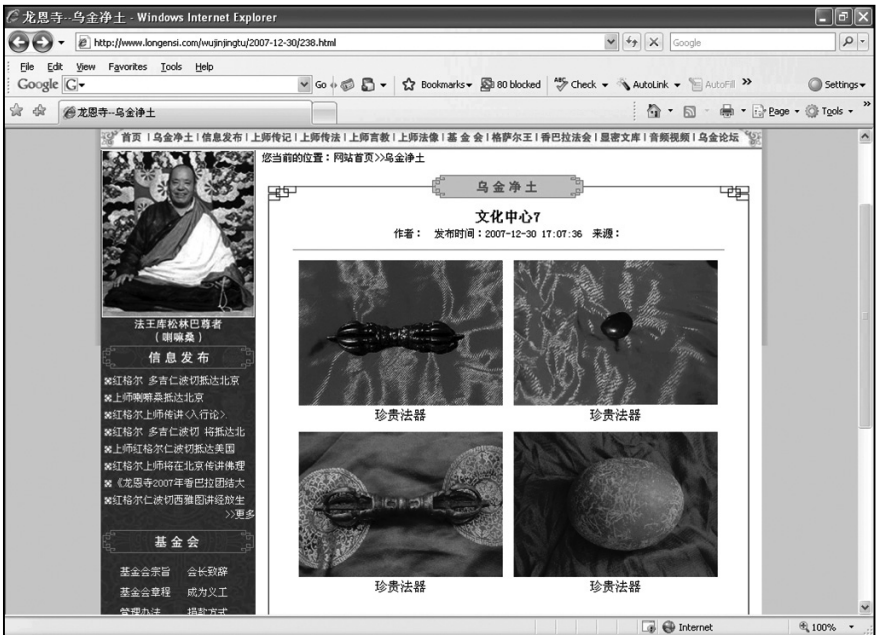 龙恩寺--乌金净土 - Windows Internet Explorer
http://www.longensi.com/wujinjingtu/2007-12-30/238.html
Google
File Edit View Favorites Tools Help
Google G Go Bookmarks 80 blocked Check AutoLink AutoFill Settings
龙恩寺--乌金净土
Page Tools
首页 | 乌金净土 | 信息发布 | 上师传记 | 上师传法 | 上师言教 | 上师法像 | 基 金 会 | 格萨尔王 | 香巴拉法会 | 显密文库 | 音频视频 | 乌金论坛
您当前的位置：网站首页>>乌金净土
乌金净土
文化中心7
作者： 发布时间：2007-12-30 17:07:36 来源：
珍贵法器
珍贵法器
珍贵法器
珍贵法器
法王库松林巴尊者
（喇嘛桑）
信息发布
红格尔 多吉仁波切抵达北京
上师喇嘛桑抵达北京
红格尔上师传讲<入行论>
红格尔 多吉仁波切 将抵达北
上师红格尔仁波切抵达美国
红格尔上师将在北京传讲佛理
《龙恩寺2007年香巴拉团结大
红格尔仁波切西雅图讲经放生
>>更多
基金会
基金会宗旨 会长致辞
基金会章程 成为义工
管理办法 捐款方式
Internet 100%